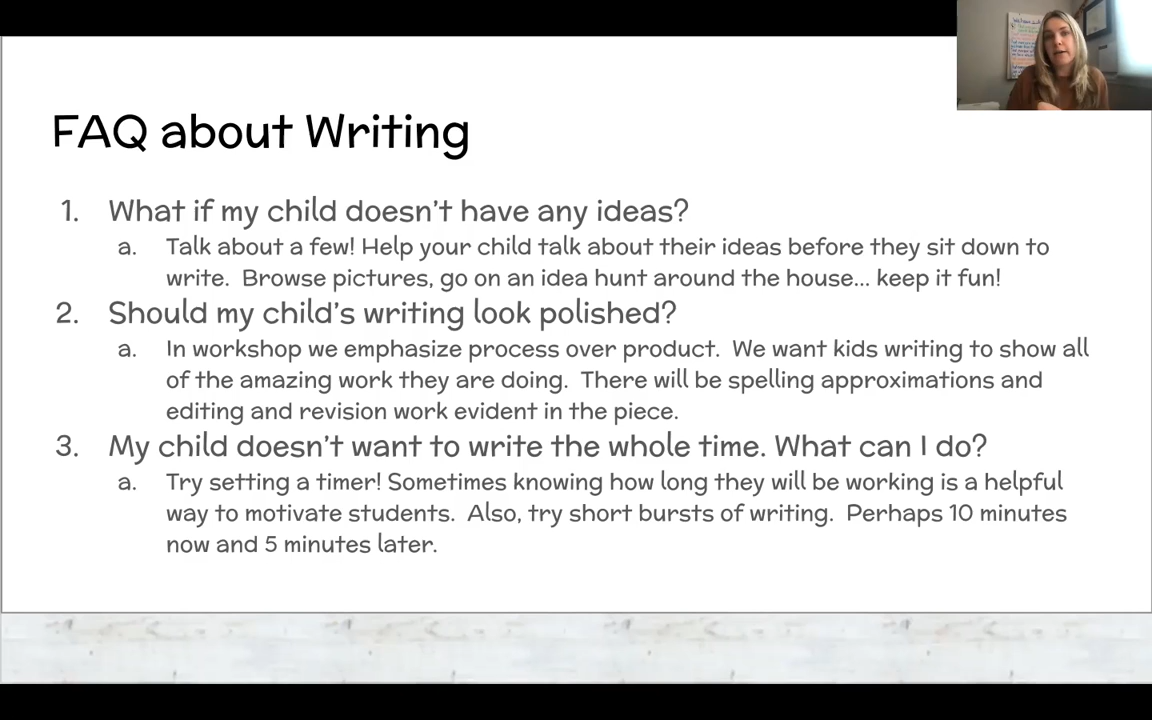 FAQ about Writing
1. What if my child doesn't have any ideas?
a. Talk about a few! Help your child talk about their ideas before they sit down to
write. Browse pictures, go on an idea hunt around the house... keep it fun!
2. Should my child's writing look polished?
a. In workshop we emphasize process over product. We want kids writing to show all
of the amazing work they are doing. There will be spelling approximations and
editing and revision work evident in the piece.
3. My child doesn't want to write the whole time. What can I do?
a. Try setting a timer! Sometimes knowing how long they will be working is a helpful
way to motivate students. Also, try short bursts of writing. Perhaps 10 minutes
now and 5 minutes later.